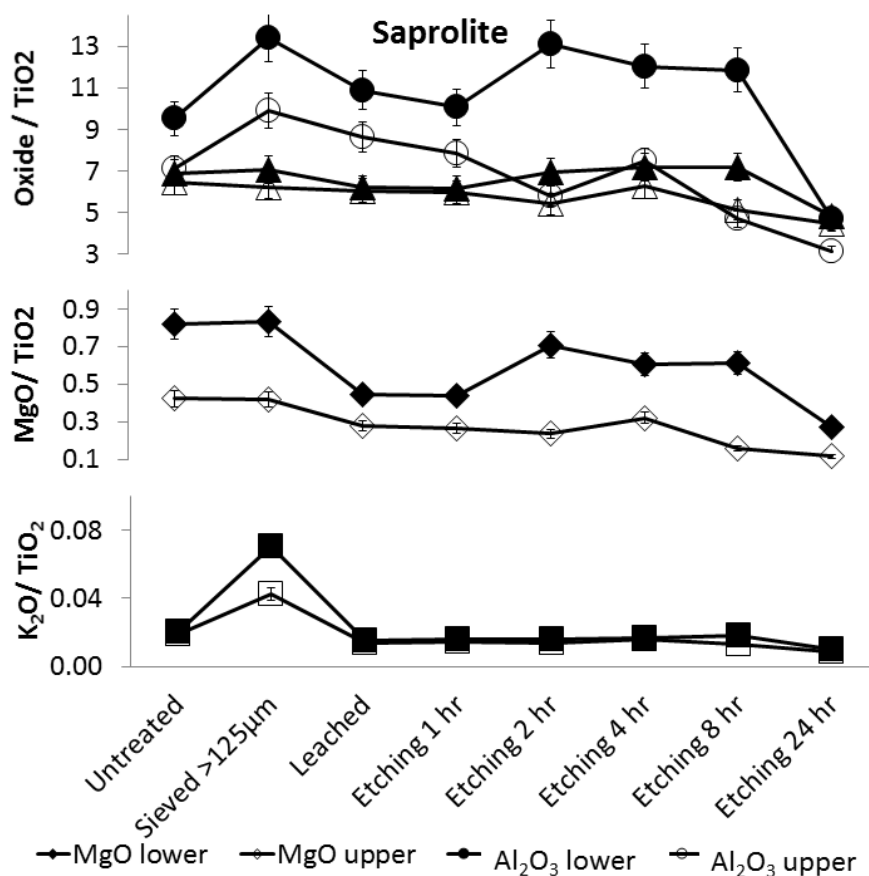 Saprolite
Oxide / TiO2
13
11
9
7
5
3
MgO/ TiO2
0.9
0.7
0.5
0.3
0.1
K₂O/ TiO₂
0.08
0.04
0.00
Untreated
Sieved >125µm
Leached
Etching 1 hr
Etching 2 hr
Etching 4 hr
Etching 8 hr
Etching 24 hr
MgO lower MgO upper Al₂O₃ lower Al₂O₃ upper